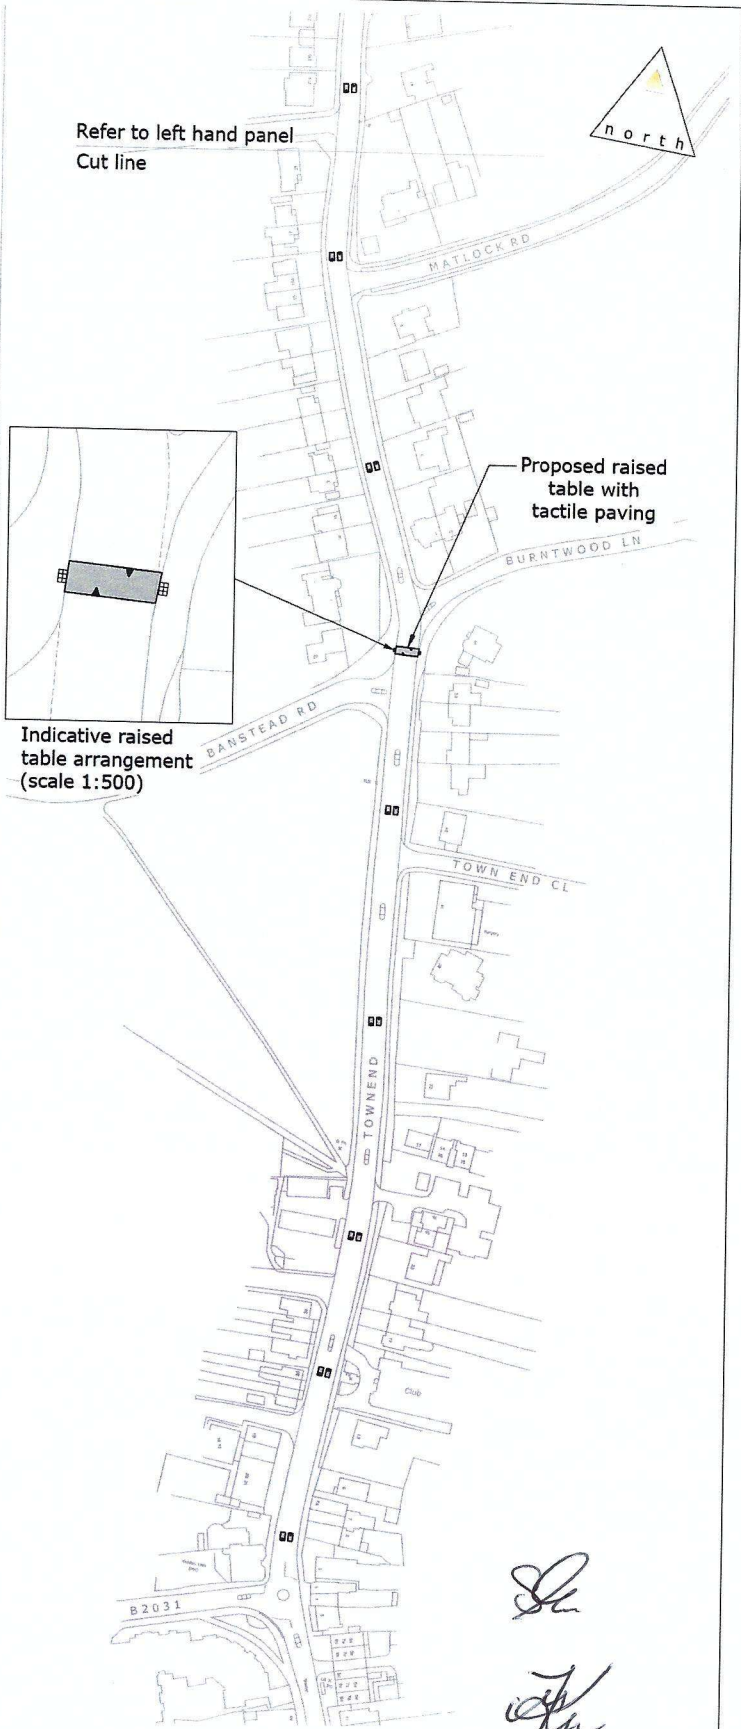 north
Refer to left hand panel
Cut line
MATLOCK RD
Proposed raised
table with
tactile paving
BURNTWOOD LN
BANSTEAD RD
Indicative raised
table arrangement
(scale 1:500)
TOWN END CL
TOWNEND
Club
B2031